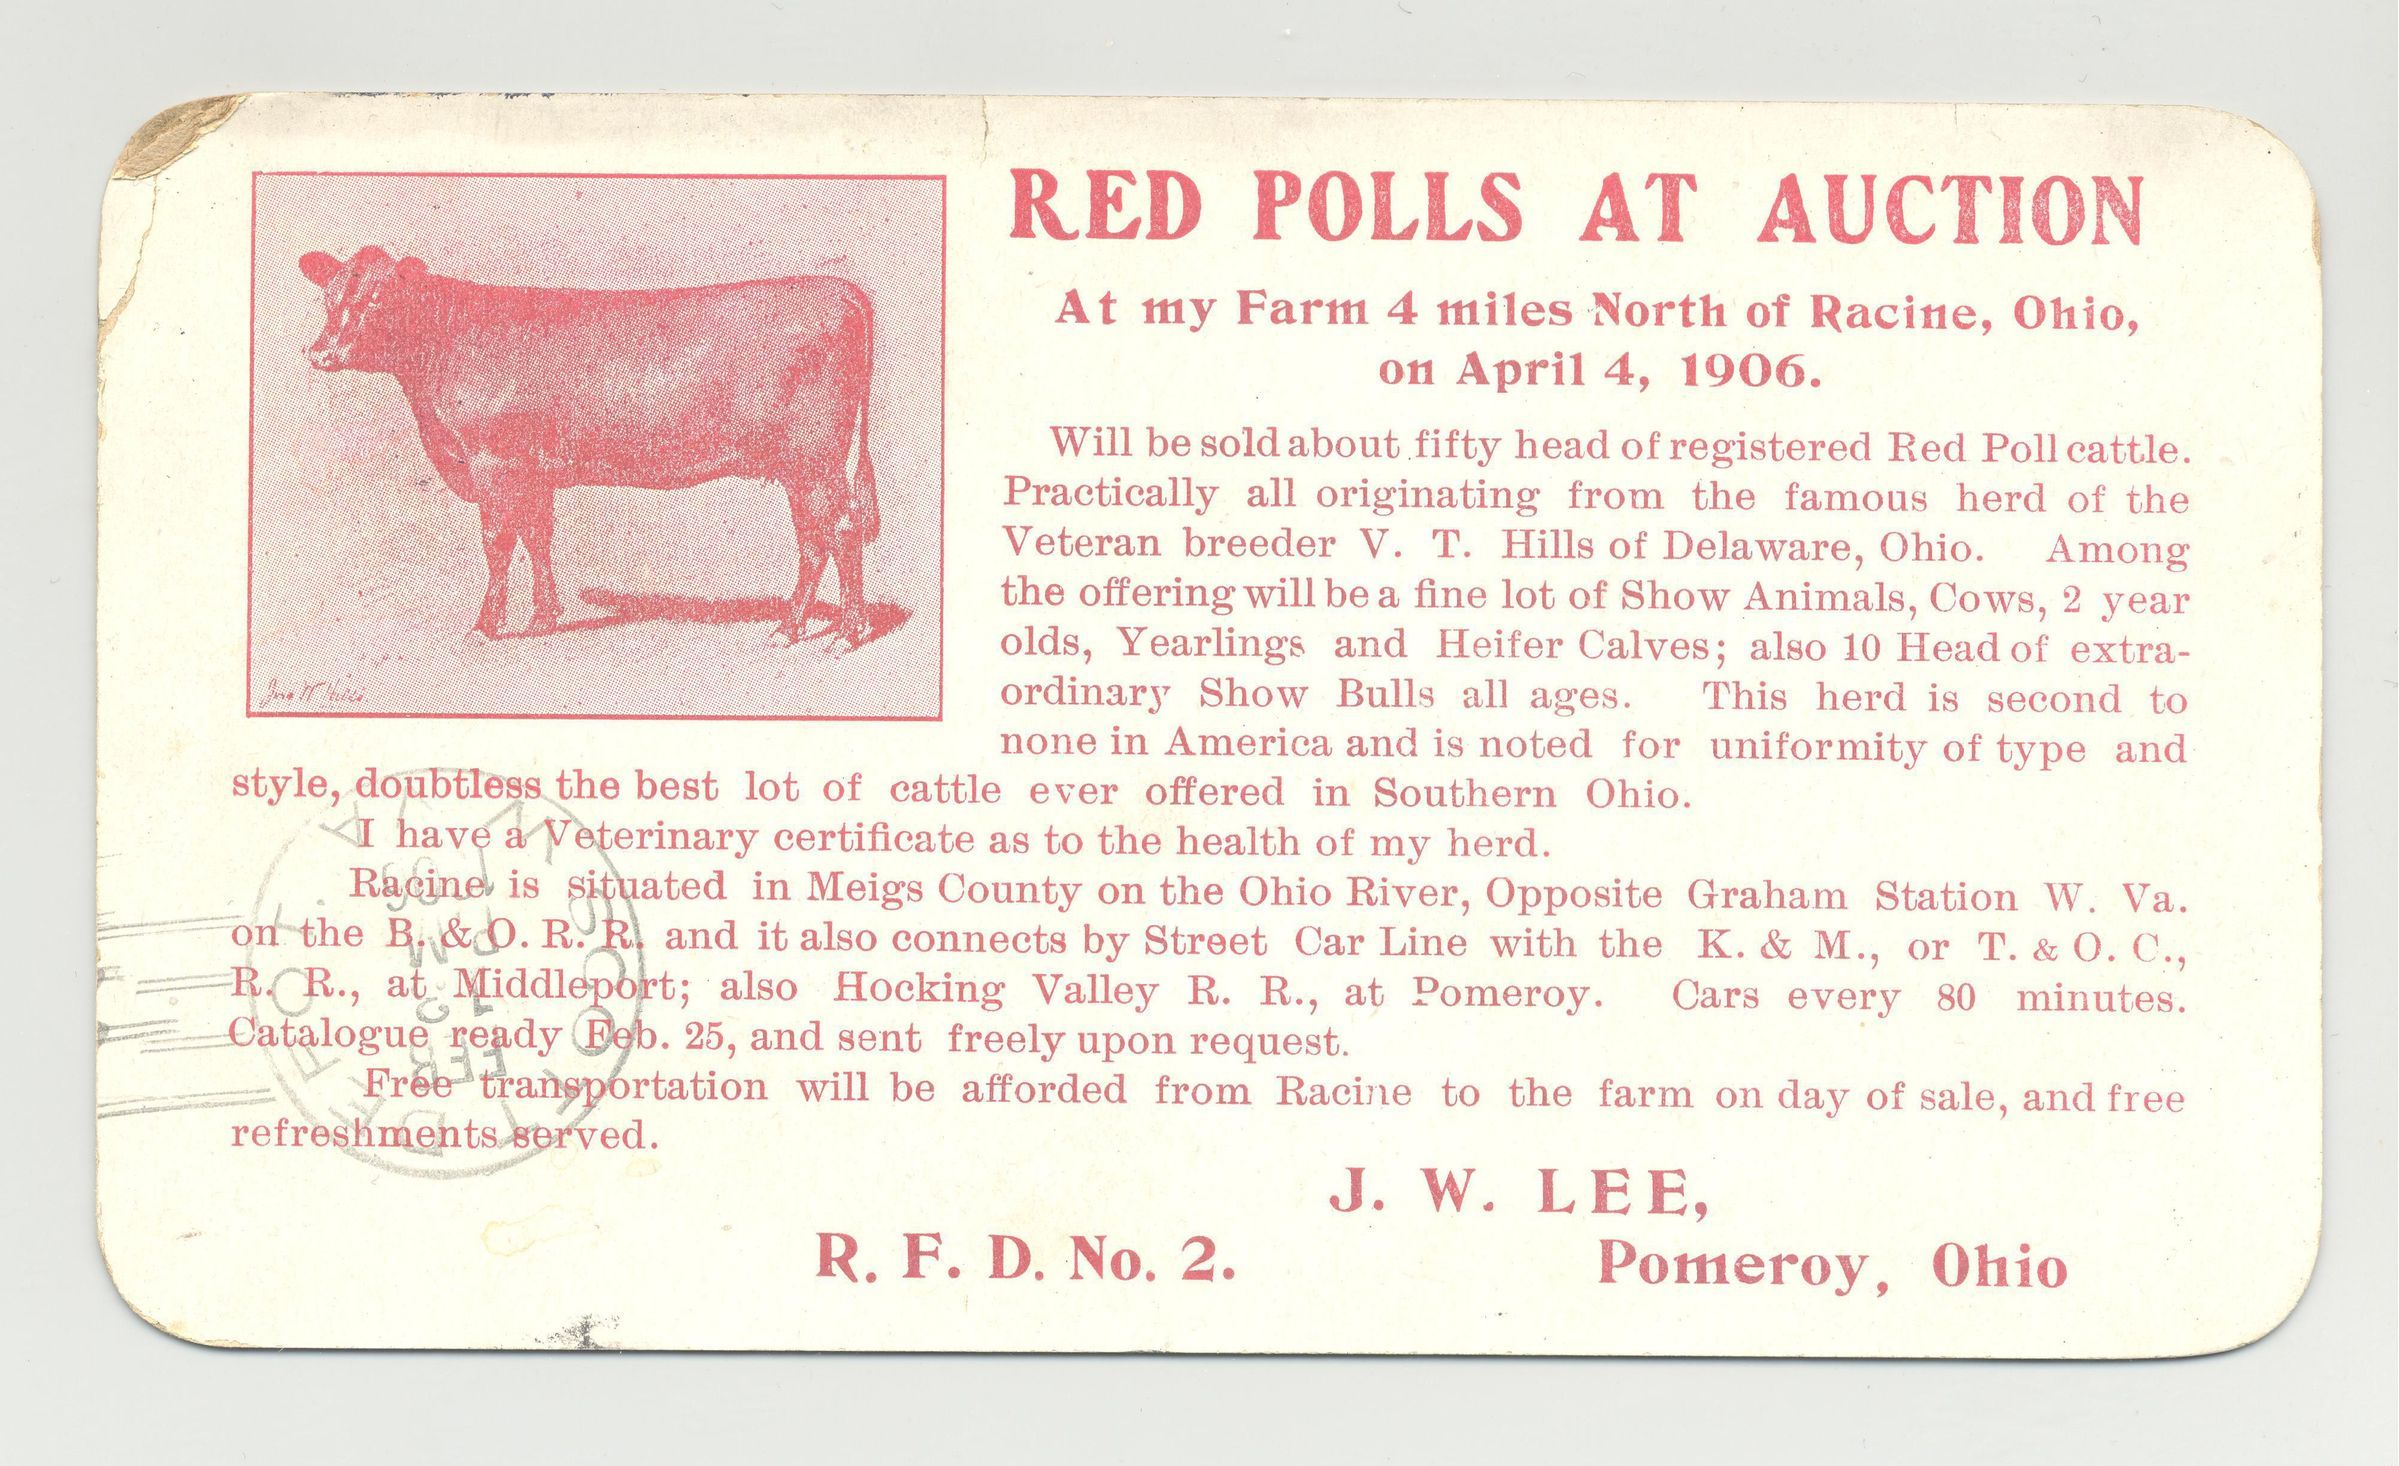 RED POLLS AT AUCTION
At my Farm 4 miles North of Racine, Ohio,
on April 4, 1906.
Will be sold about fifty head of registered Red Poll cattle.
Practically all originating from the famous herd of the
Veteran breeder V. T. Hills of Delaware, Ohio. Among
the offering will be a fine lot of Show Animals, Cows, 2 year
olds, Yearlings and Heifer Calves; also 10 Head of extra-
ordinary Show Bulls all ages. This herd is second to
none in America and is noted for uniformity of type and
style, doubtless the best lot of cattle ever offered in Southern Ohio.
I have a Veterinary certificate as to the health of my herd.
Racine is situated in Meigs County on the Ohio River, Opposite Graham Station W. Va.
on the B. & O. R. R. and it also connects by Street Car Line with the K. & M., or T. & O. C.,
R. R., at Middleport; also Hocking Valley R. R., at Pomeroy. Cars every 80 minutes.
Catalogue ready Feb. 25, and sent freely upon request.
Free transportation will be afforded from Racine to the farm on day of sale, and free
refreshments served.
J. W. LEE,
R. F. D. No. 2. Pomeroy, Ohio
Jno W Hills
FEB
12
PM